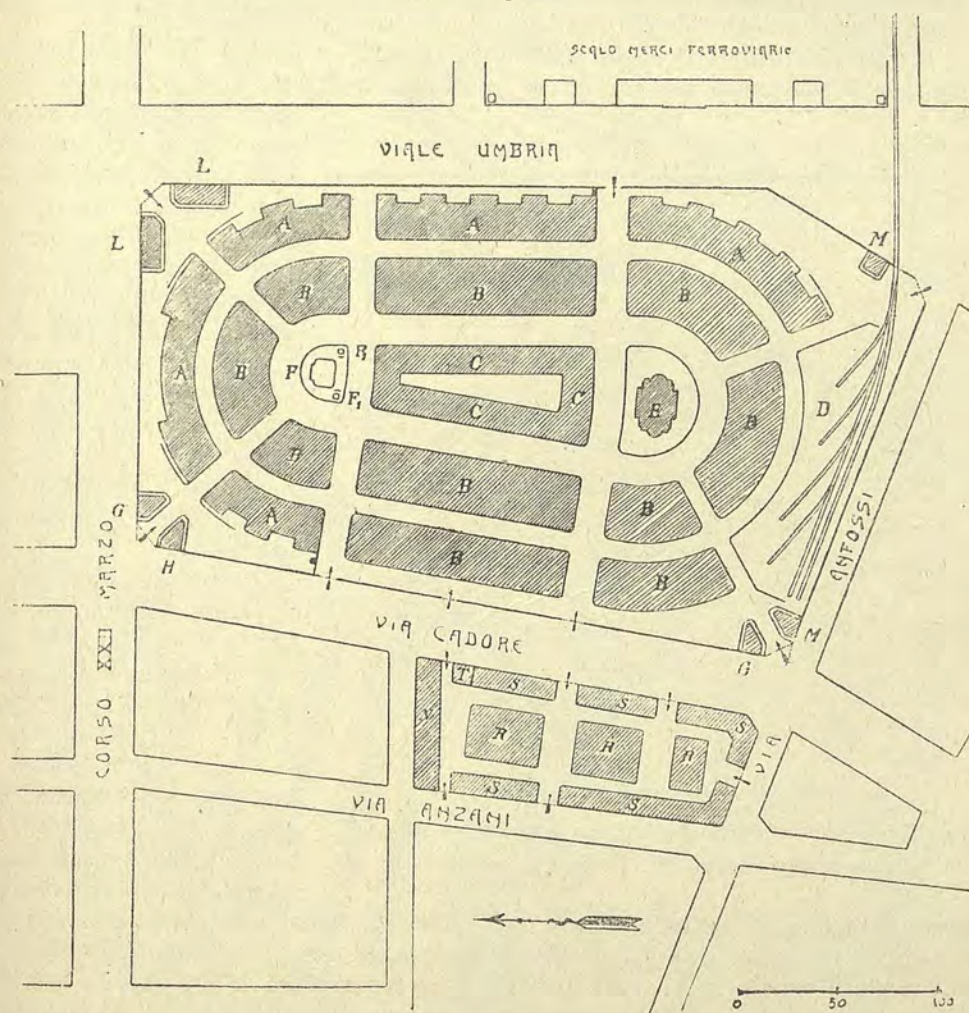 SCALO MERCI FERROVIARIO
VIALE UMBRIA
L
L
M
A
A
A
B
B
B
C
F
R
F1
A
E
C
C
E
B
D
B
B
B
G
A
B
B
H
M
G
VIA CADORE
CORSO XXII MARZO
ANFOSSI
T
S
S
S
V
R
R
R
S
S
VIA
VIA ANZANI
0 50 100